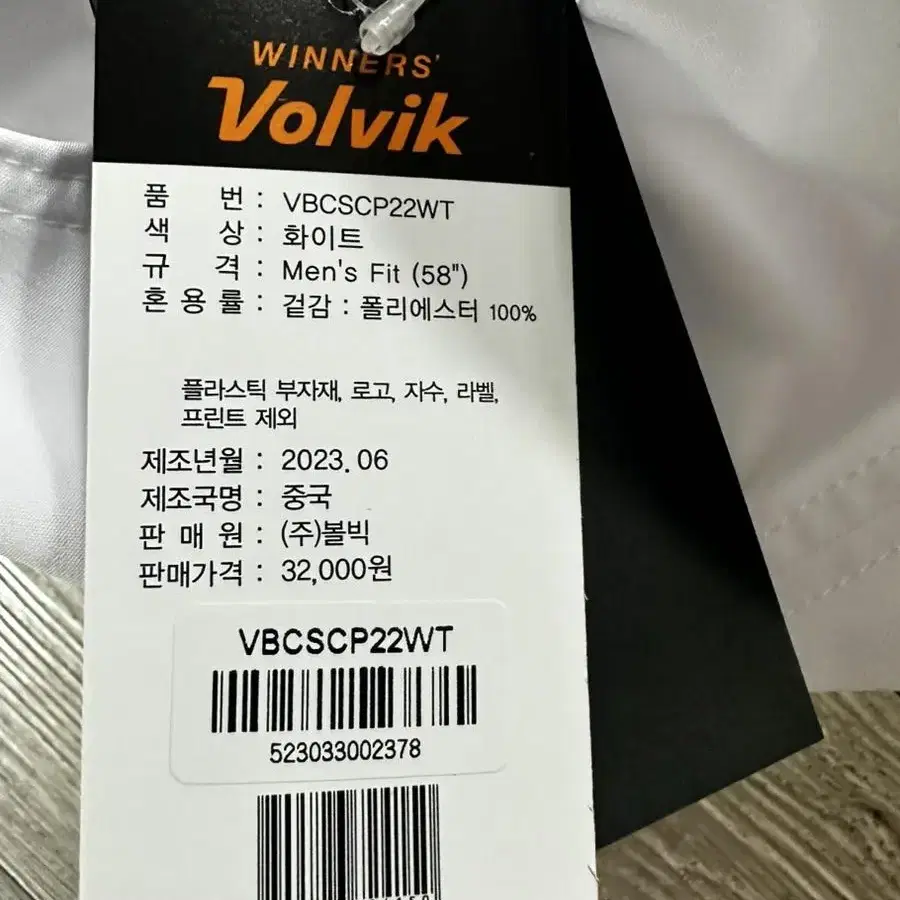 WINNERS'
Volvik
품 번 : VBCSCP22WT
색 상 : 화이트
규 격 : Men's Fit (58")
혼 용 률 : 겉감 : 폴리에스터 100%
플라스틱 부자재, 로고, 자수, 라벨,
프린트 제외
제조년월 : 2023. 06
제조국명 : 중국
판 매 원 : (주)볼빅
판매가격 : 32,000원
VBCSCP22WT
523033002378